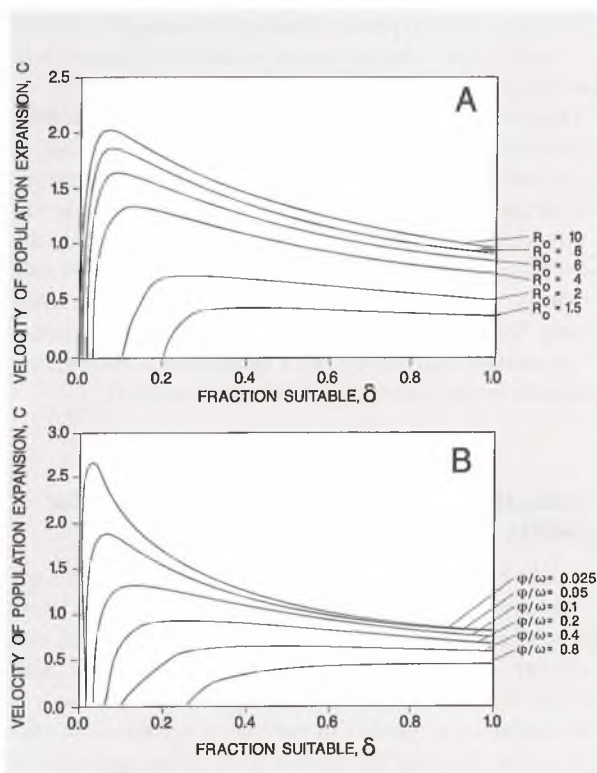 VELOCITY OF POPULATION EXPANSION, C
2.5
2.0
1.5
1.0
0.5
0.0
A
R₀ = 10
R₀ = 8
R₀ = 6
R₀ = 4
R₀ = 2
R₀ = 1.5
0.0 0.2 0.4 0.6 0.8 1.0
FRACTION SUITABLE, δ
VELOCITY OF POPULATION EXPANSION, C
3.0
2.5
2.0
1.5
1.0
0.5
0.0
B
φ/ω= 0.025
φ/ω= 0.05
φ/ω= 0.1
φ/ω= 0.2
φ/ω= 0.4
φ/ω= 0.8
0.0 0.2 0.4 0.6 0.8 1.0
FRACTION SUITABLE, δ